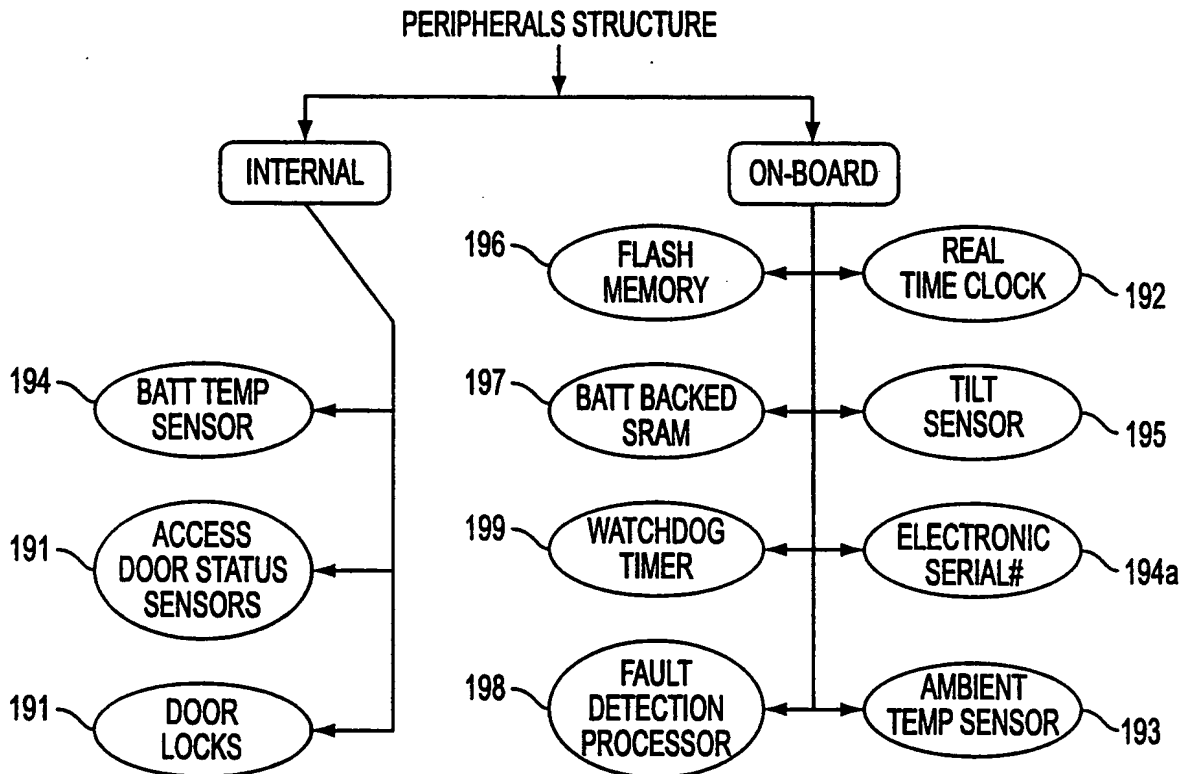 PERIPHERALS STRUCTURE
INTERNAL
ON-BOARD
196
FLASH
MEMORY
REAL
TIME CLOCK
192
194
BATT TEMP
SENSOR
197
BATT BACKED
SRAM
TILT
SENSOR
195
191
ACCESS
DOOR STATUS
SENSORS
199
WATCHDOG
TIMER
ELECTRONIC
SERIAL#
194a
191
DOOR
LOCKS
198
FAULT
DETECTION
PROCESSOR
AMBIENT
TEMP SENSOR
193